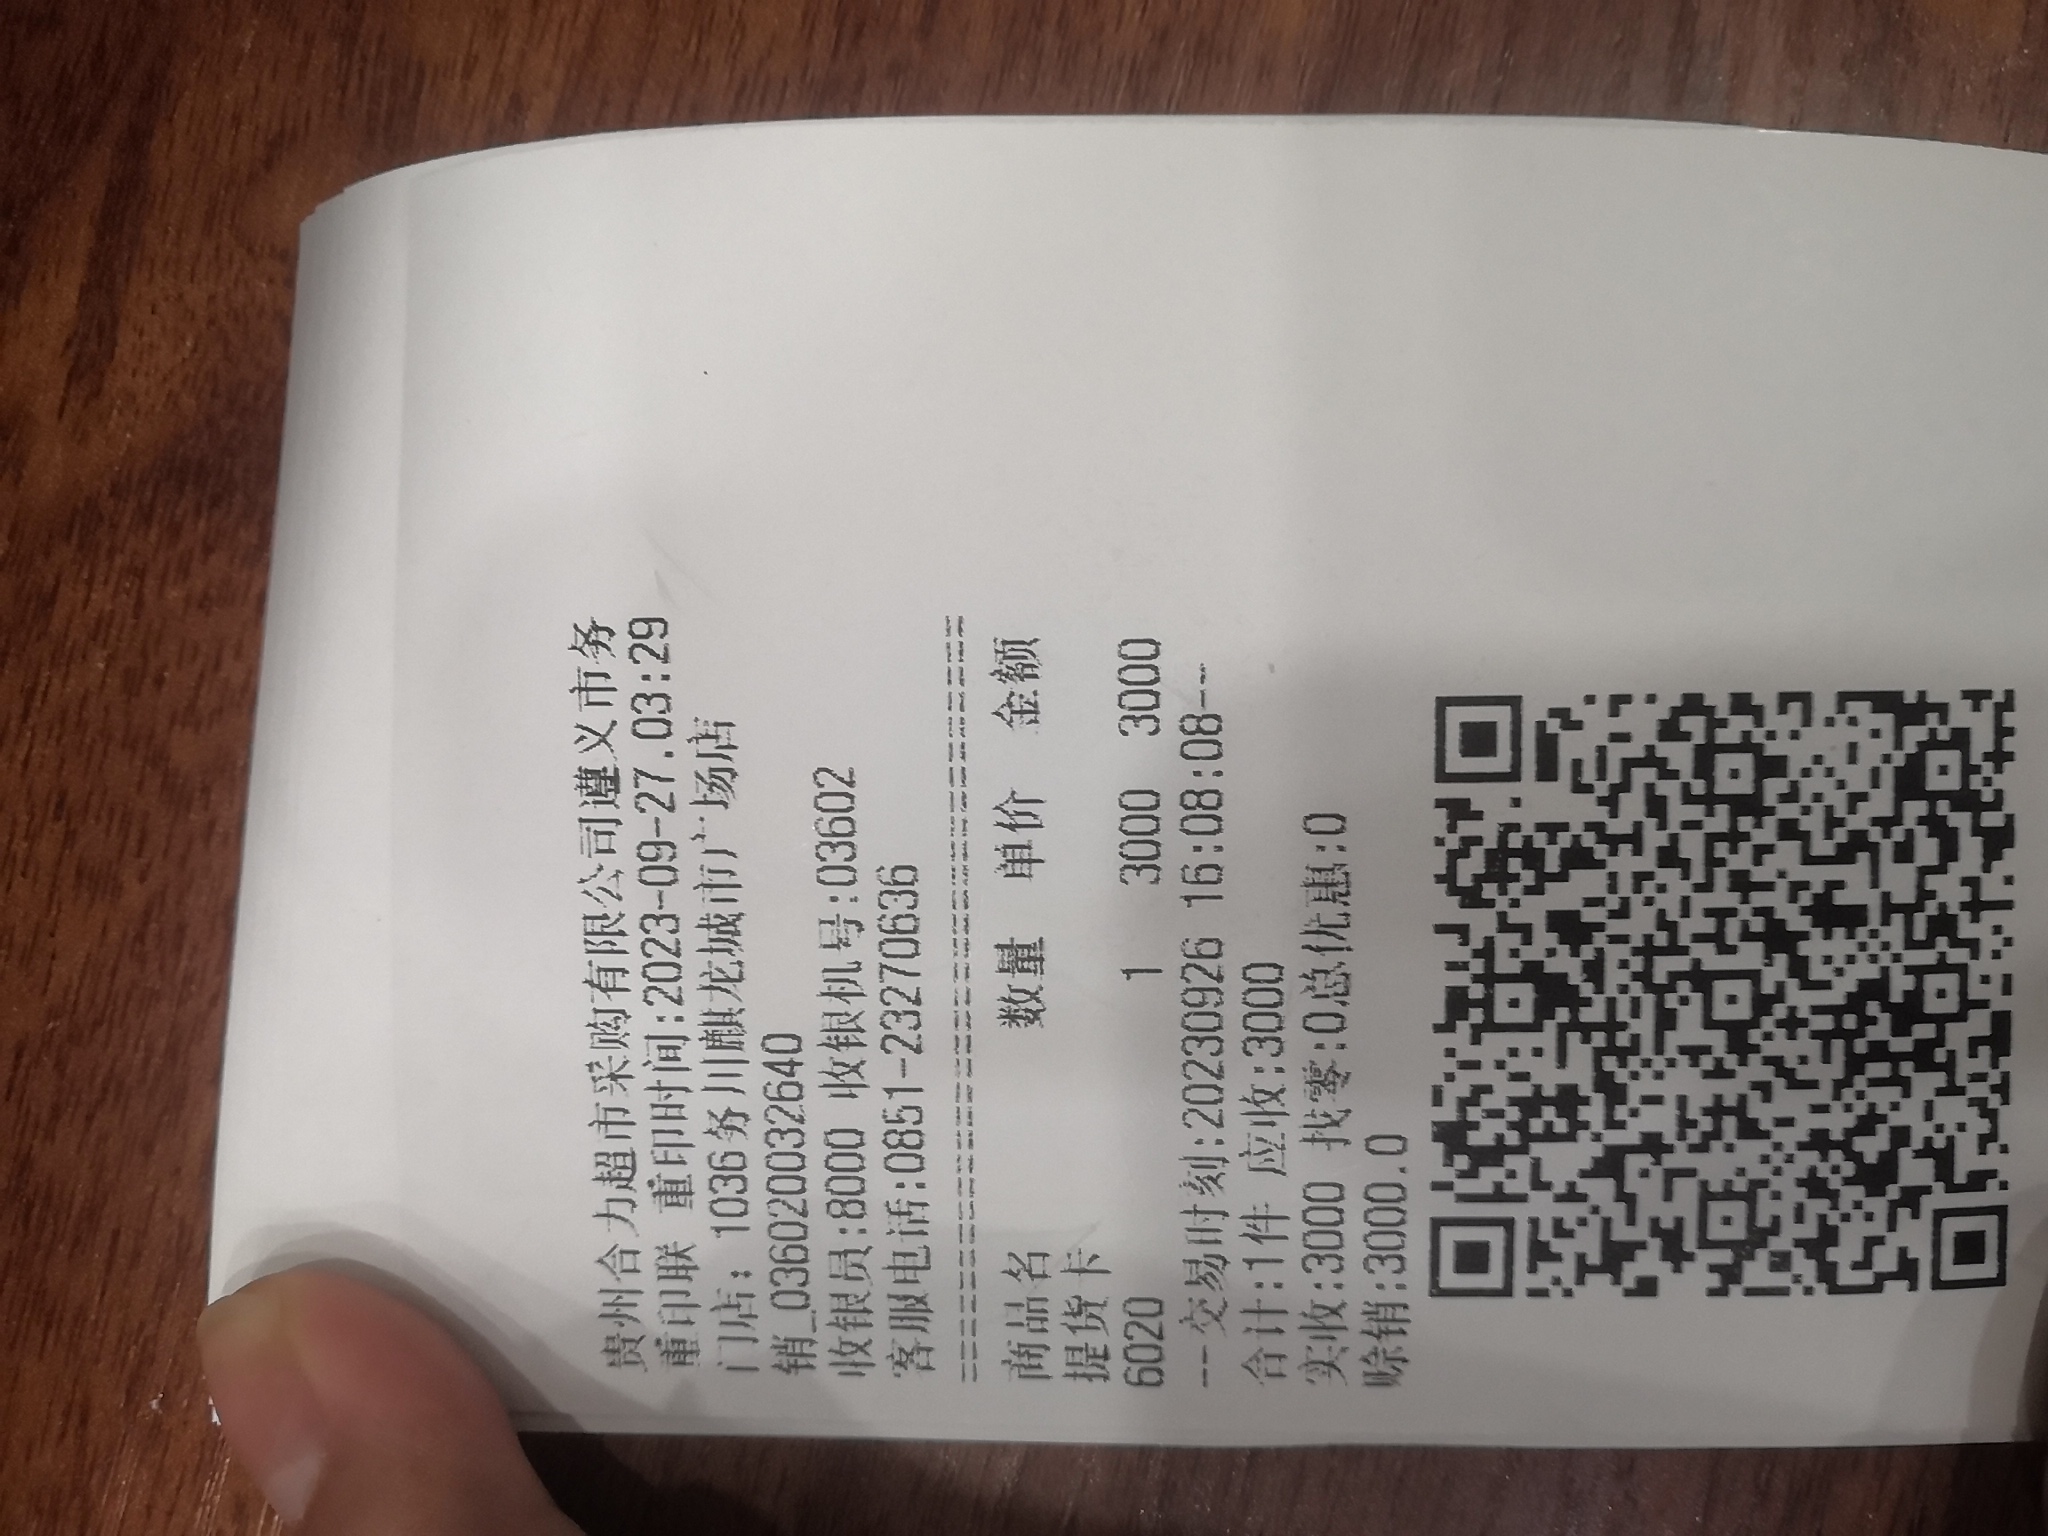 贵州合力超市采购有限公司遵义市务
重印联 重印时间:2023-09-27.03:29
门店: 1036务川麒龙城市广场店
销_036020032640
收银员:8000 收银机号:03602
客服电话:0851-23270636
==========================================
商品名 数量 单价 金额
提货卡
6020 1 3000 3000
--交易时刻:20230926 16:08:08--
合计:1件 应收:3000
实收:3000 找零:0总优惠:0
赊销:3000.0